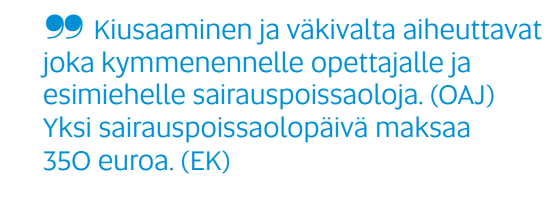 ” Kiusaaminen ja väkivalta aiheuttavat
joka kymmenennelle opettajalle ja
esimiehelle sairauspoissaoloja. (OAJ)
Yksi sairauspoissaolopäivä maksaa
350 euroa. (EK)